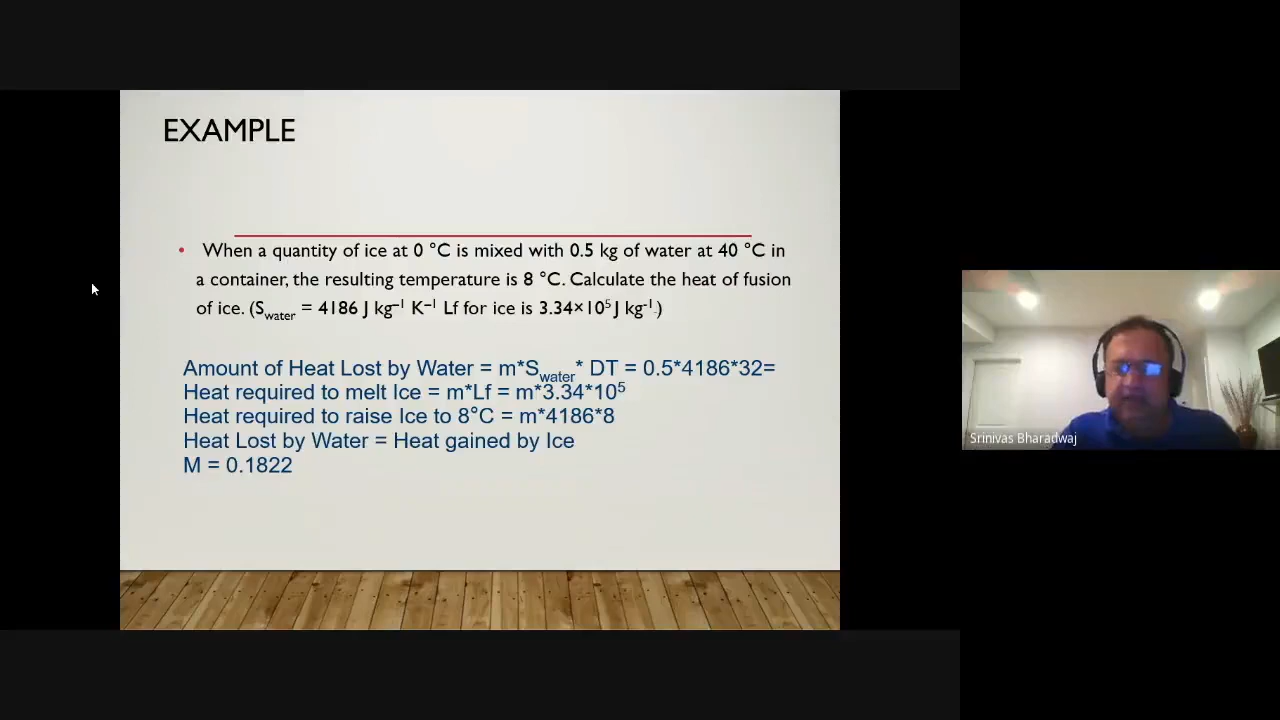 EXAMPLE
• When a quantity of ice at 0 °C is mixed with 0.5 kg of water at 40 °C in
a container, the resulting temperature is 8 °C. Calculate the heat of fusion
of ice. (Swater = 4186 J kg⁻¹ K⁻¹ Lf for ice is 3.34×10⁵ J kg⁻¹.)
Amount of Heat Lost by Water = m*Swater* DT = 0.5*4186*32=
Heat required to melt Ice = m*Lf = m*3.34*10⁵
Heat required to raise Ice to 8°C = m*4186*8
Heat Lost by Water = Heat gained by Ice
M = 0.1822
Srinivas Bharadwaj